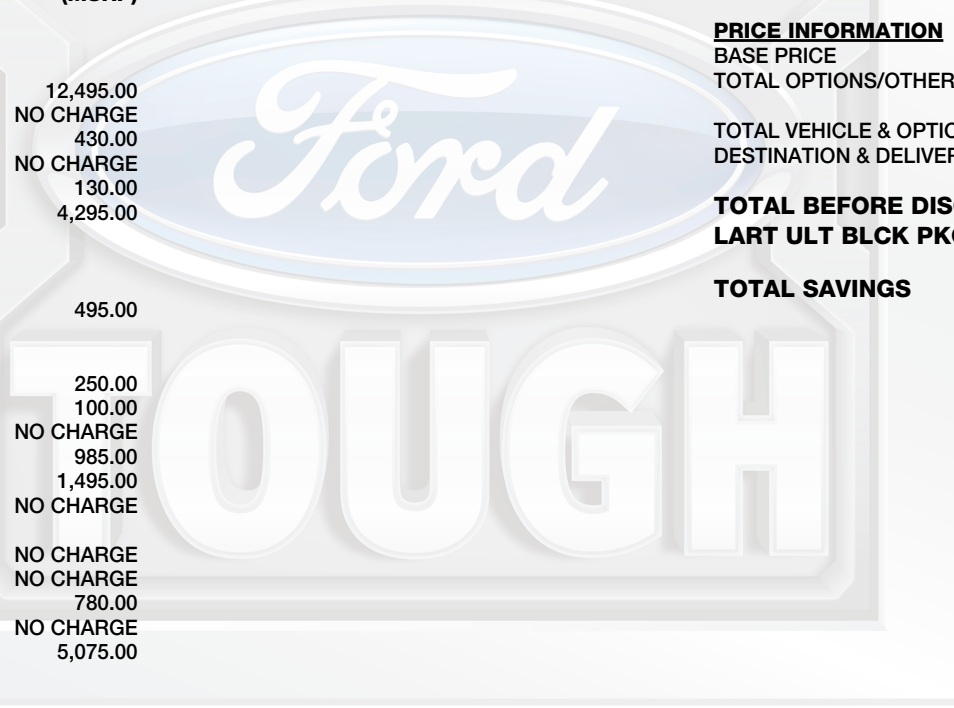 (MSRP)
12,495.00
NO CHARGE
430.00
NO CHARGE
130.00
4,295.00
495.00
250.00
100.00
NO CHARGE
985.00
1,495.00
NO CHARGE
NO CHARGE
NO CHARGE
780.00
NO CHARGE
5,075.00
PRICE INFORMATION
BASE PRICE
TOTAL OPTIONS/OTHER
TOTAL VEHICLE & OPTIO
DESTINATION & DELIVER
TOTAL BEFORE DIS
LART ULT BLCK PK
TOTAL SAVINGS
Ford
TOUGH